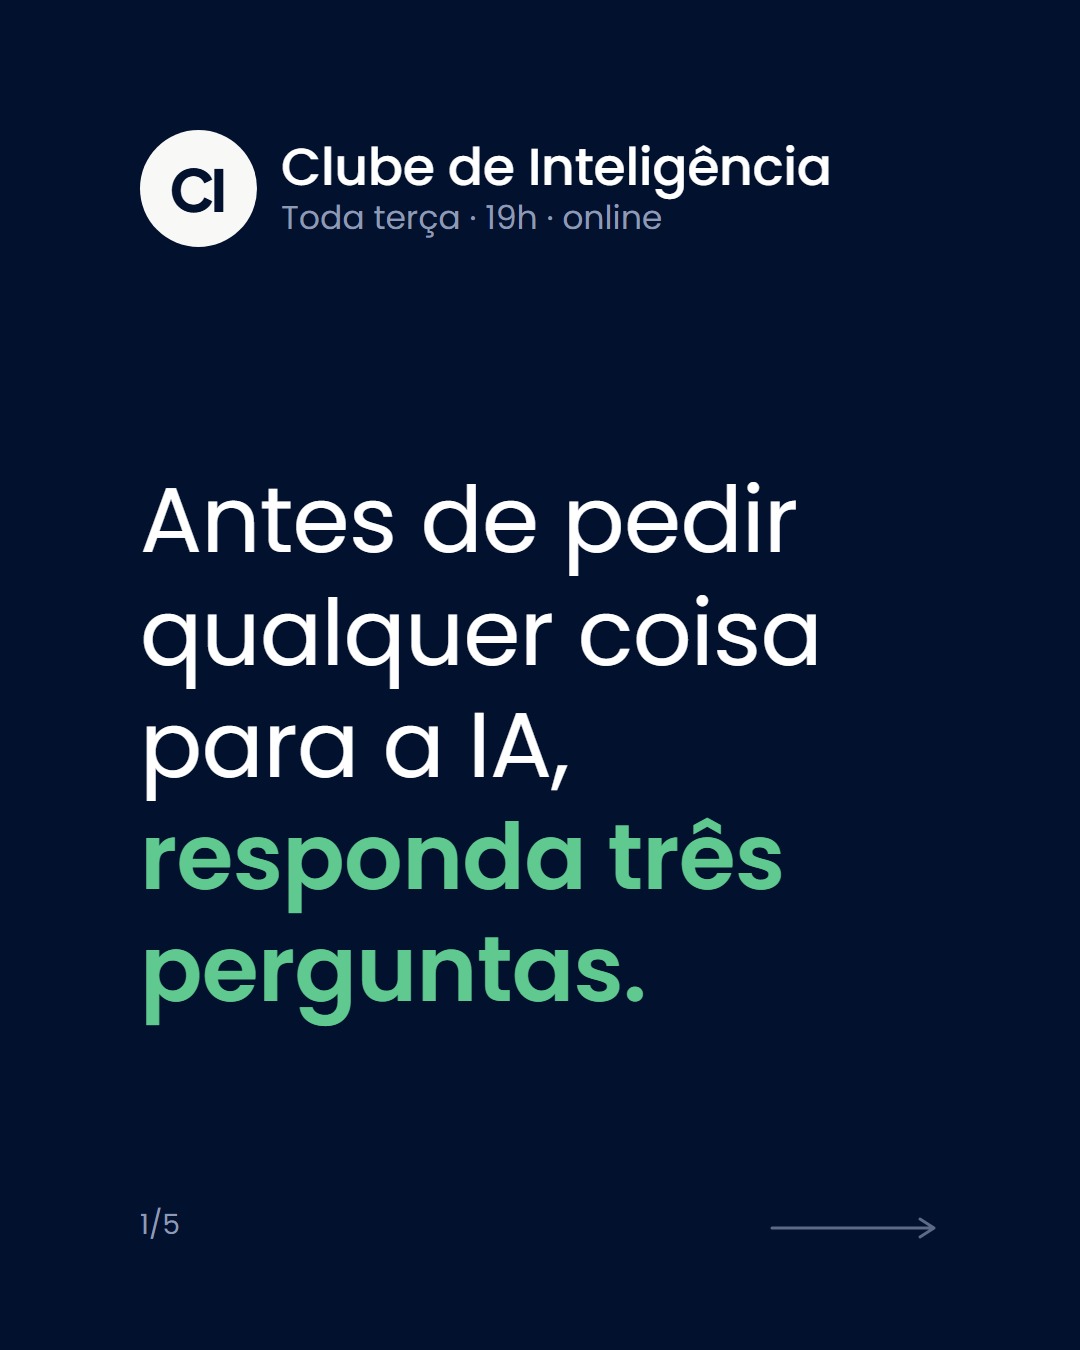 CI
Clube de Inteligência
Toda terça · 19h · online
Antes de pedir
qualquer coisa
para a IA,
responda três
perguntas.
1/5